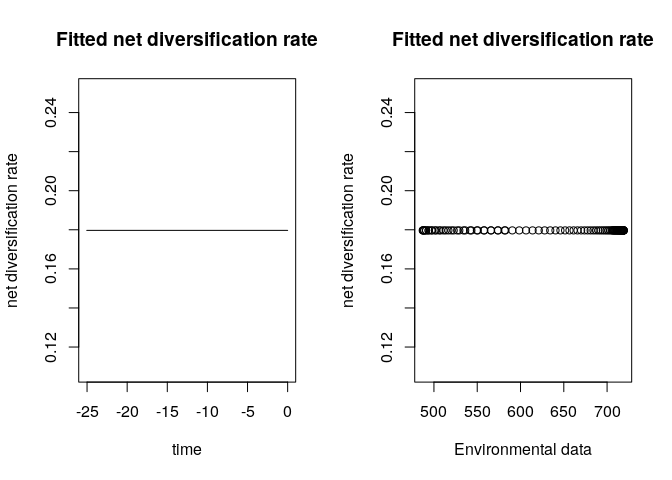 Fitted net diversification rate
net diversification rate
0.24
0.20
0.16
0.12
-25 -20 -15 -10 -5 0
time
Fitted net diversification rate
net diversification rate
0.24
0.20
0.16
0.12
500 550 600 650 700
Environmental data